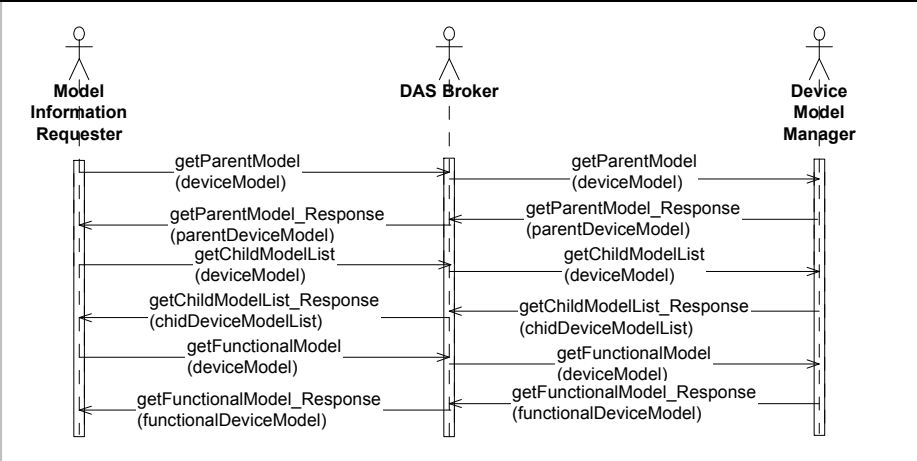 Model
Information
Requester
DAS Broker
Device
Model
Manager
getParentModel
(deviceModel)
getParentModel
(deviceModel)
getParentModel_Response
(parentDeviceModel)
getParentModel_Response
(parentDeviceModel)
getChildModelList
(deviceModel)
getChildModelList
(deviceModel)
getChildModelList_Response
(chidDeviceModelList)
getChildModelList_Response
(chidDeviceModelList)
getFunctionalModel
(deviceModel)
getFunctionalModel
(deviceModel)
getFunctionalModel_Response
(functionalDeviceModel)
getFunctionalModel_Response
(functionalDeviceModel)